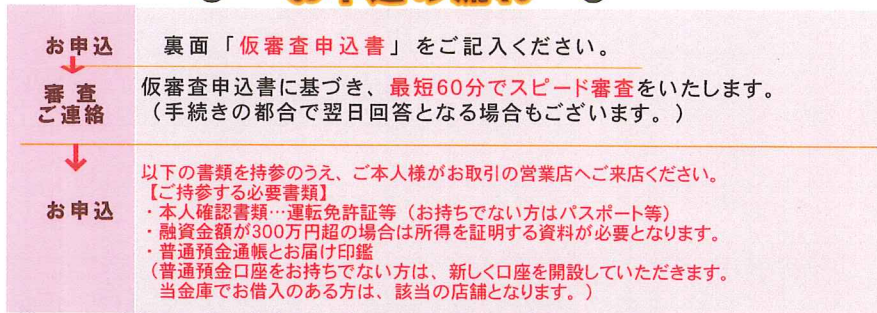 お申込の流れ
お申込
裏面「仮審査申込書」をご記入ください。
審査
ご連絡
仮審査申込書に基づき、最短60分でスピード審査をいたします。
（手続きの都合で翌日回答となる場合もございます。）
お申込
以下の書類を持参のうえ、ご本人様がお取引の営業店へご来店ください。
【ご持参する必要書類】
・本人確認書類…運転免許証等（お持ちでない方はパスポート等）
・融資金額が300万円超の場合は所得を証明する資料が必要となります。
・普通預金通帳とお届け印鑑
（普通預金口座をお持ちでない方は、新しく口座を開設していただきます。
当金庫でお借入のある方は、該当の店舗となります。）